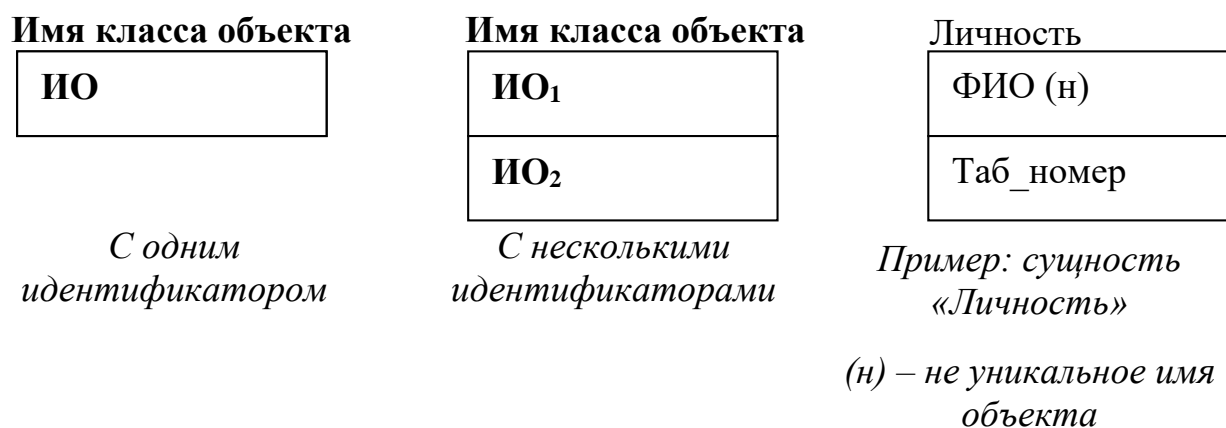 Имя класса объекта
ИО
С одним
идентификатором
Имя класса объекта
ИО₁
ИО₂
С несколькими
идентификаторами
Личность
ФИО (н)
Таб_номер
Пример: сущность
«Личность»
(н) – не уникальное имя
объекта